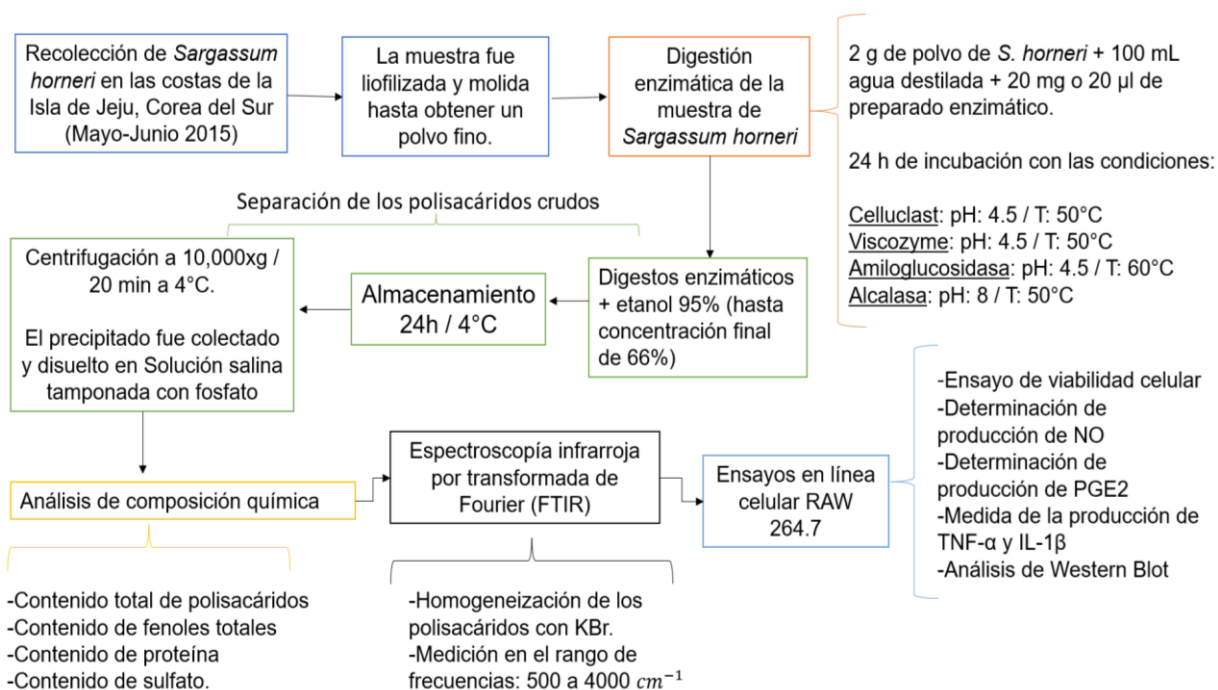 Recolección de Sargassum
horneri en las costas de la
Isla de Jeju, Corea del Sur
(Mayo-Junio 2015)
La muestra fue
liofilizada y molida
hasta obtener un
polvo fino.
Digestión
enzimática de la
muestra de
Sargassum horneri
2 g de polvo de S. horneri + 100 mL
agua destilada + 20 mg o 20 µl de
preparado enzimático.
24 h de incubación con las condiciones:
Celluclast: pH: 4.5 / T: 50°C
Viscozyme: pH: 4.5 / T: 50°C
Amiloglucosidasa: pH: 4.5 / T: 60°C
Alcalasa: pH: 8 / T: 50°C
Separación de los polisacáridos crudos
Digestos enzimáticos
+ etanol 95% (hasta
concentración final
de 66%)
Almacenamiento
24h / 4°C
Centrifugación a 10,000xg /
20 min a 4°C.
El precipitado fue colectado
y disuelto en Solución salina
tamponada con fosfato
Análisis de composición química
-Contenido total de polisacáridos
-Contenido de fenoles totales
-Contenido de proteína
-Contenido de sulfato.
Espectroscopía infrarroja
por transformada de
Fourier (FTIR)
-Homogeneización de los
polisacáridos con KBr.
-Medición en el rango de
frecuencias: 500 a 4000 cm⁻¹
Ensayos en línea
celular RAW
264.7
-Ensayo de viabilidad celular
-Determinación de
producción de NO
-Determinación de
producción de PGE2
-Medida de la producción de
TNF-α y IL-1β
-Análisis de Western Blot